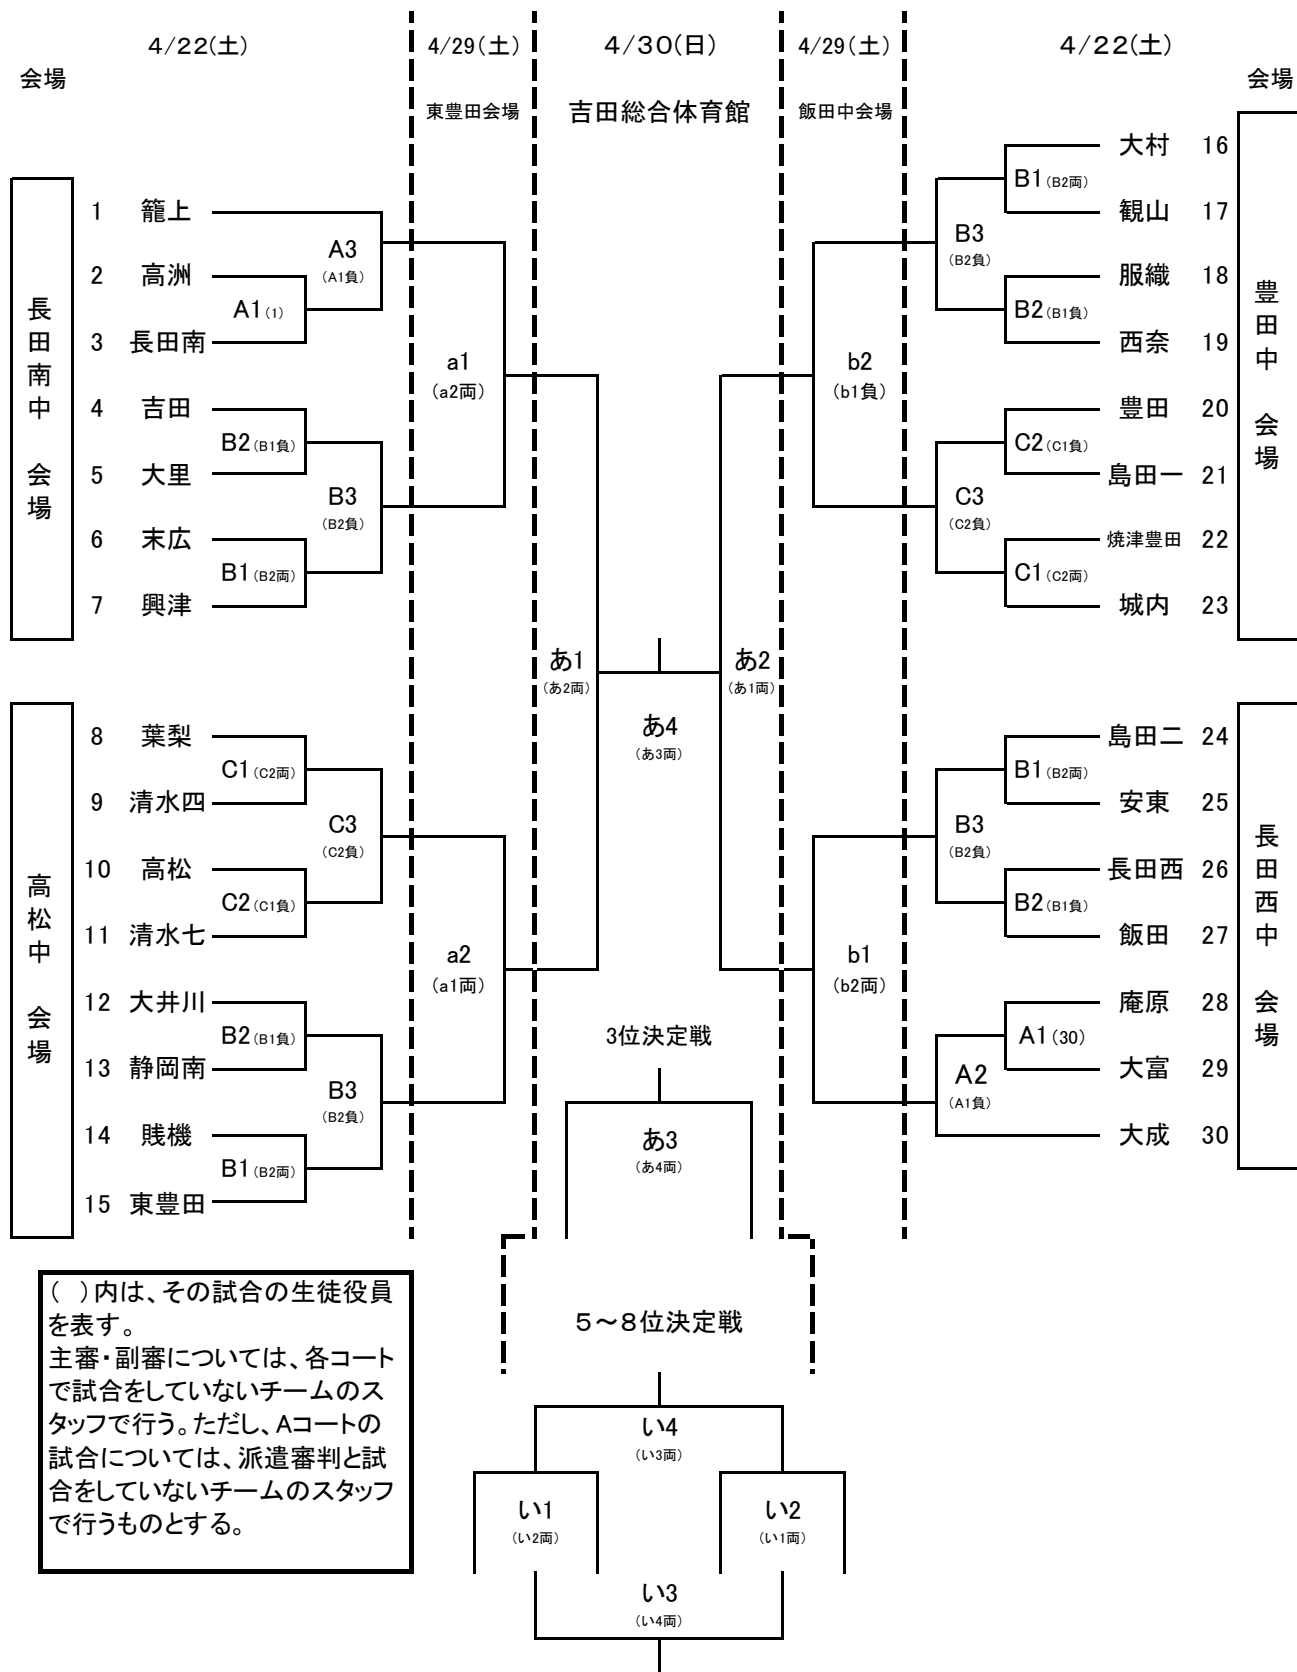 4/22(土)
4/29(土)
4/30(日)
4/29(土)
4/22(土)
会場
会場
東豊田会場
吉田総合体育館
飯田中会場
長田南中 会場
1 籠上
2 高洲
3 長田南
4 吉田
5 大里
6 末広
7 興津
A3
(A1負)
A1(1)
B2(B1負)
B3
(B2負)
B1(B2両)
a1
(a2両)
高松中 会場
8 葉梨
9 清水四
10 高松
11 清水七
12 大井川
13 静岡南
14 賎機
15 東豊田
C1(C2両)
C3
(C2負)
C2(C1負)
B2(B1負)
B3
(B2負)
B1(B2両)
a2
(a1両)
あ1
(あ2両)
あ2
(あ1両)
あ4
(あ3両)
豊田中 会場
大村 16
観山 17
服織 18
西奈 19
豊田 20
島田一 21
焼津豊田 22
城内 23
B1(B2両)
B3
(B2負)
B2(B1負)
C2(C1負)
C3
(C2負)
C1(C2両)
b2
(b1負)
長田西中 会場
島田二 24
安東 25
長田西 26
飯田 27
庵原 28
大富 29
大成 30
B1(B2両)
B3
(B2負)
B2(B1負)
A1(30)
A2
(A1負)
b1
(b2両)
3位決定戦
あ3
(あ4両)
5～8位決定戦
い4
(い3両)
い1
(い2両)
い2
(い1両)
い3
(い4両)
( )内は、その試合の生徒役員
を表す。
主審・副審については、各コート
で試合をしていないチームのス
タッフで行う。ただし、Aコートの
試合については、派遣審判と試
合をしていないチームのスタッフ
で行うものとする。